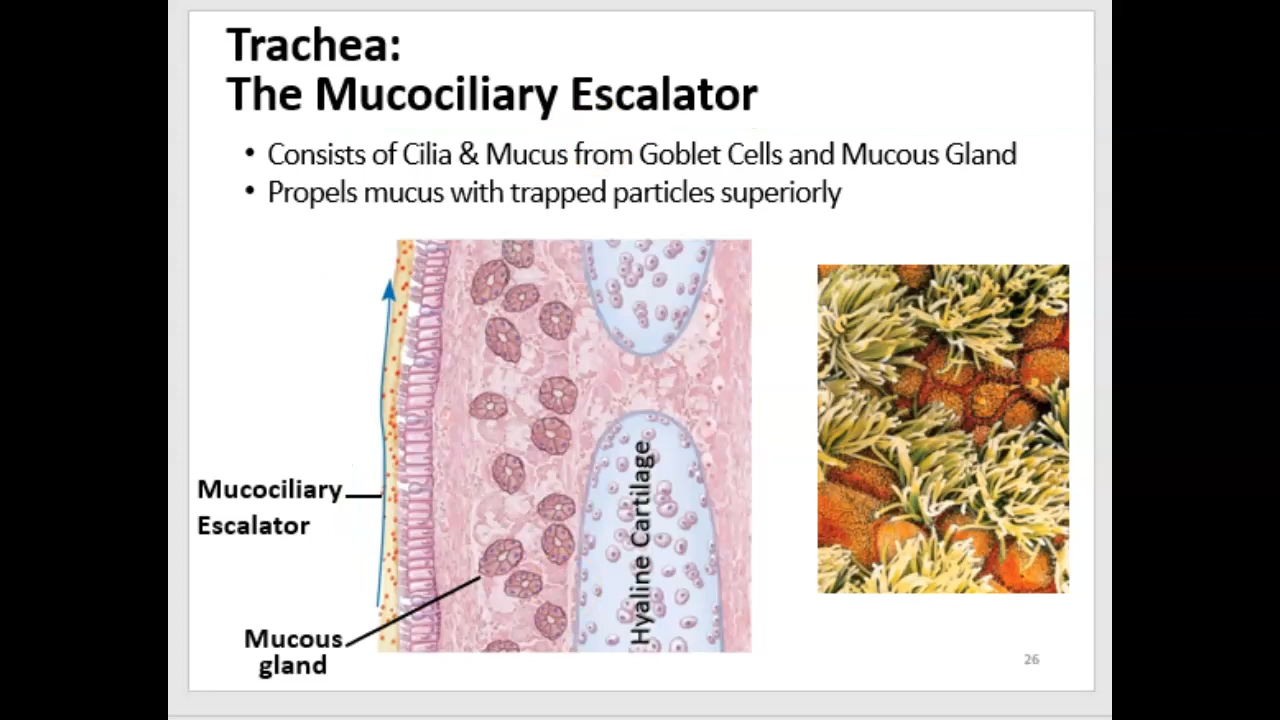 Trachea:
The Mucociliary Escalator
• Consists of Cilia & Mucus from Goblet Cells and Mucous Gland
• Propels mucus with trapped particles superiorly
Mucociliary
Escalator
Hyaline Cartilage
Mucous
gland
26